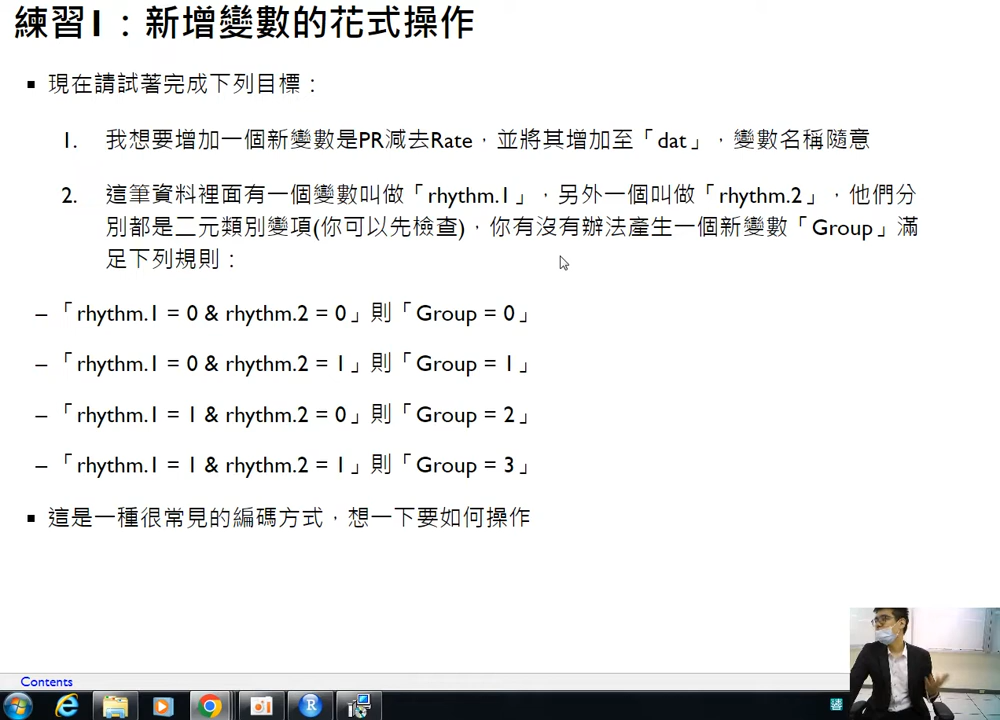 練習1：新增變數的花式操作
▪ 現在請試著完成下列目標：
1. 我想要增加一個新變數是PR減去Rate，並將其增加至「dat」，變數名稱隨意
2. 這筆資料裡面有一個變數叫做「rhythm.1」，另外一個叫做「rhythm.2」，他們分
別都是二元類別變項(你可以先檢查)，你有沒有辦法產生一個新變數「Group」滿
足下列規則：
– 「rhythm.1 = 0 & rhythm.2 = 0」則「Group = 0」
– 「rhythm.1 = 0 & rhythm.2 = 1」則「Group = 1」
– 「rhythm.1 = 1 & rhythm.2 = 0」則「Group = 2」
– 「rhythm.1 = 1 & rhythm.2 = 1」則「Group = 3」
▪ 這是一種很常見的編碼方式，想一下要如何操作
Contents